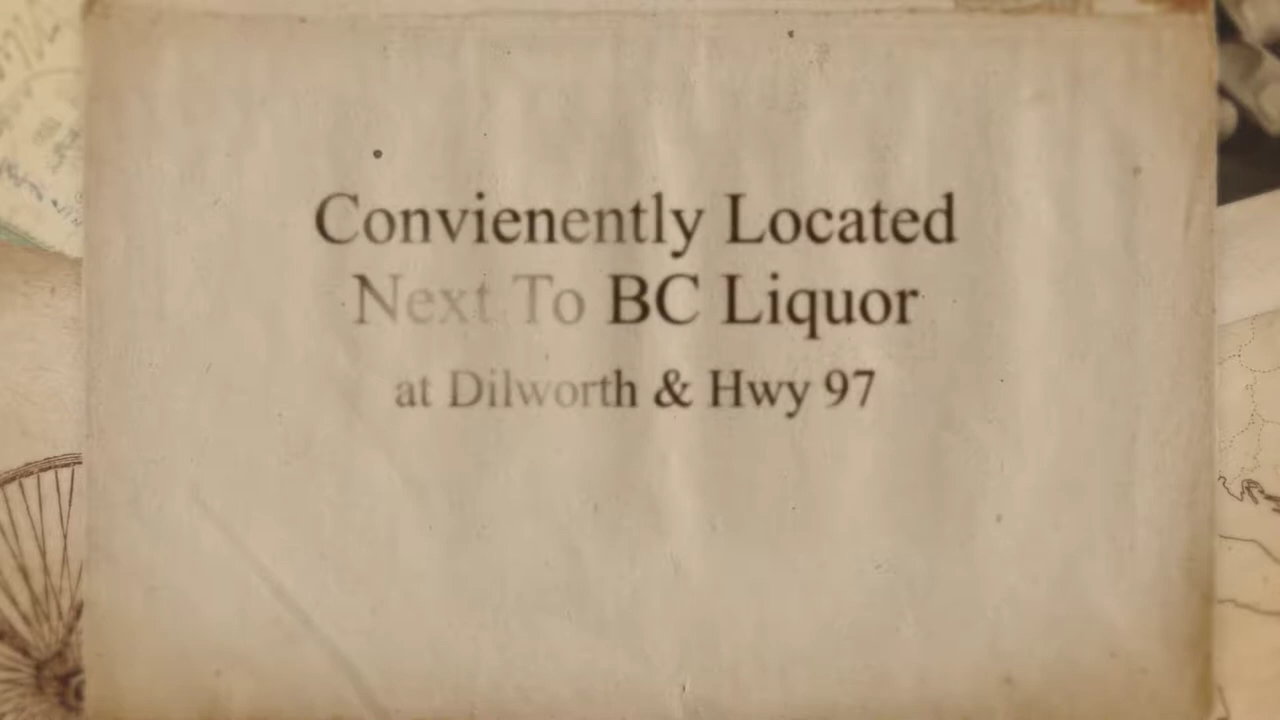 Convienently Located
Next To BC Liquor
at Dilworth & Hwy 97